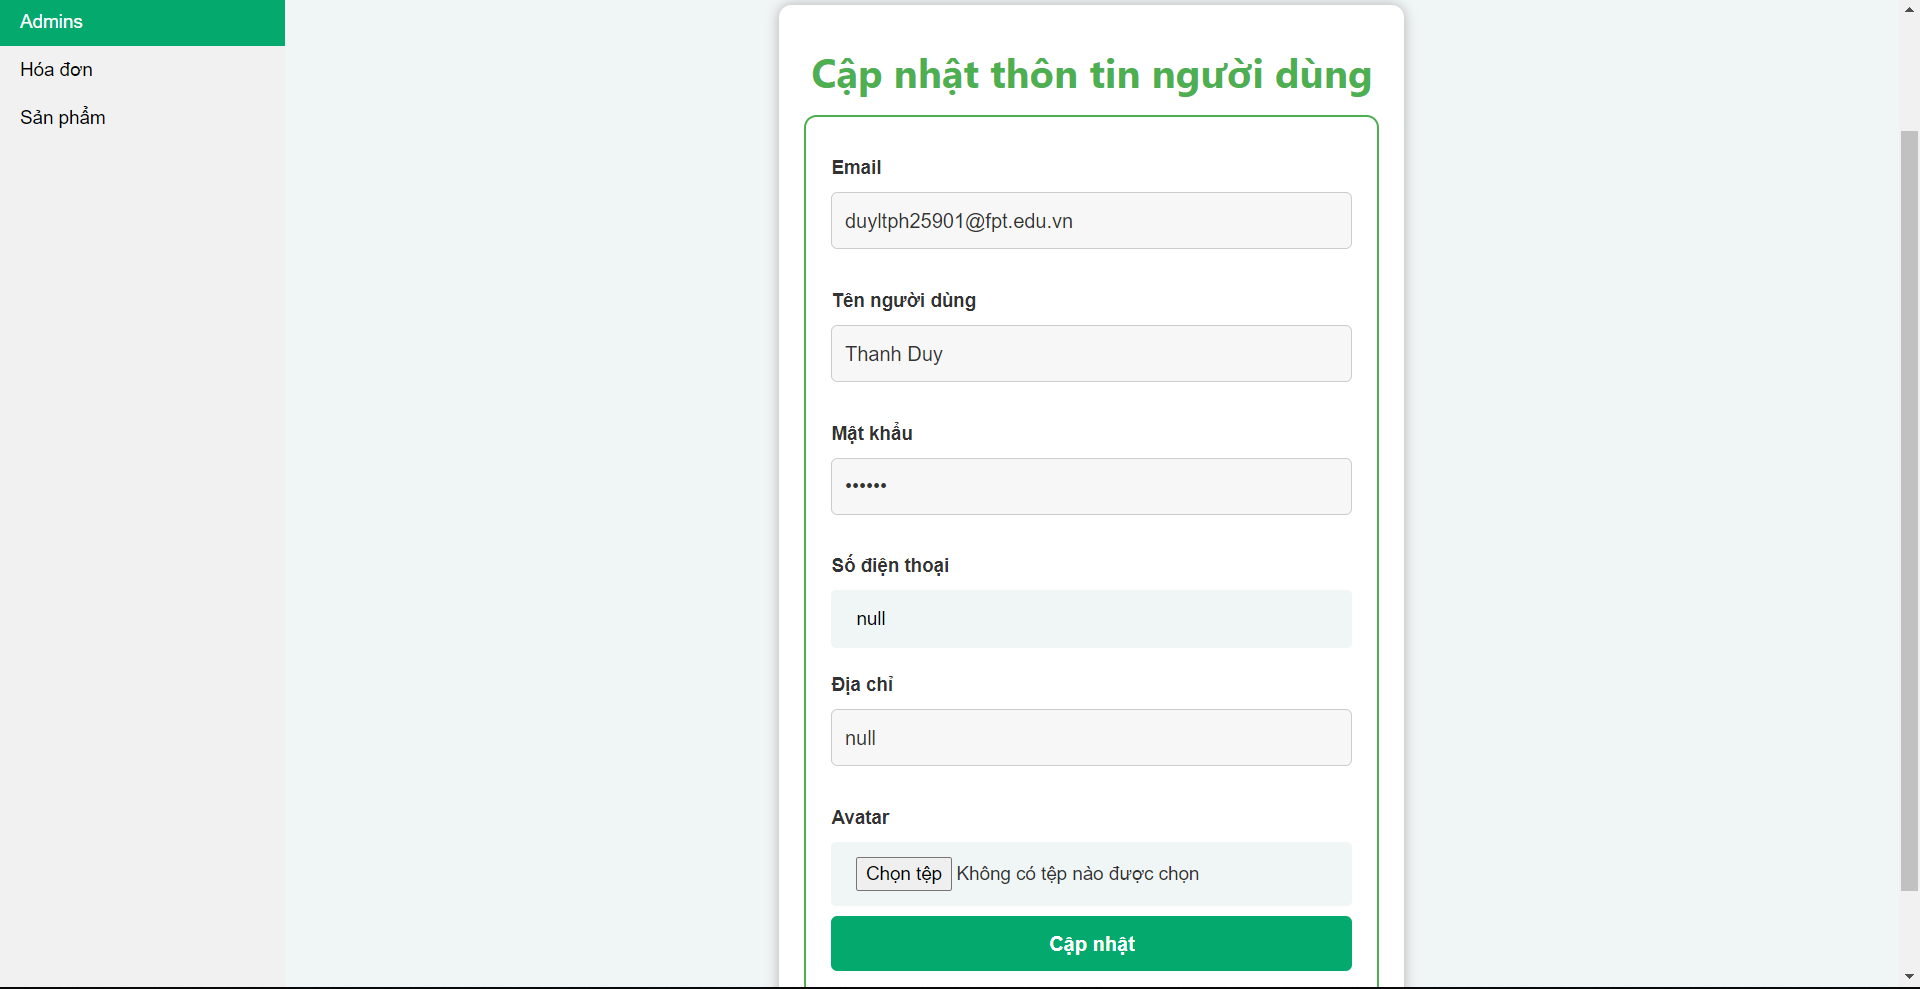 Admins
Hóa đơn
Sản phẩm
Cập nhật thôn tin người dùng
Email
duyltph25901@fpt.edu.vn
Tên người dùng
Thanh Duy
Mật khẩu
••••••
Số điện thoại
null
Địa chỉ
null
Avatar
Chọn tệp Không có tệp nào được chọn
Cập nhật